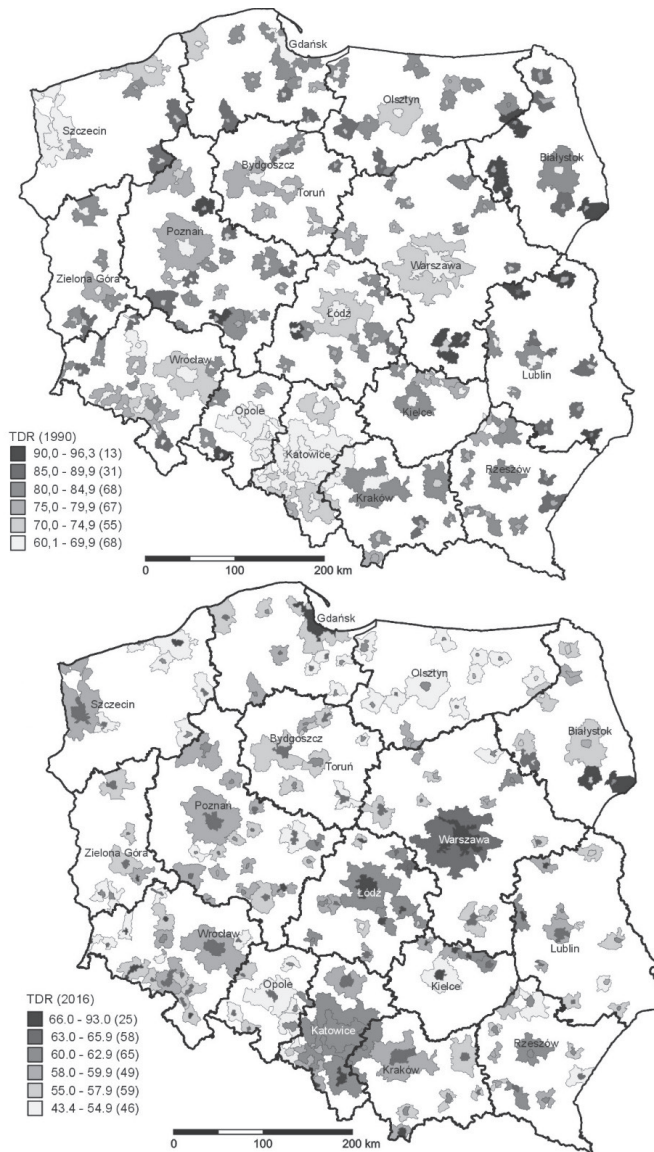 Gdańsk
Olsztyn
Szczecin
Białystok
Bydgoszcz
Toruń
Poznań
Warszawa
Zielona Góra
Łódź
Wrocław
Lublin
Opole
Kielce
Katowice
Rzeszów
Kraków
TDR (1990)
90,0 - 96,3 (13)
85,0 - 89,9 (31)
80,0 - 84,9 (68)
75,0 - 79,9 (67)
70,0 - 74,9 (55)
60,1 - 69,9 (68)
0 100 200 km
Gdańsk
Olsztyn
Szczecin
Białystok
Bydgoszcz
Toruń
Poznań
Warszawa
Zielona Góra
Łódź
Wrocław
Lublin
Opole
Kielce
Katowice
Rzeszów
Kraków
TDR (2016)
66.0 - 93.0 (25)
63.0 - 65.9 (58)
60.0 - 62.9 (65)
58.0 - 59.9 (49)
55.0 - 57.9 (59)
43.4 - 54.9 (46)
0 100 200 km